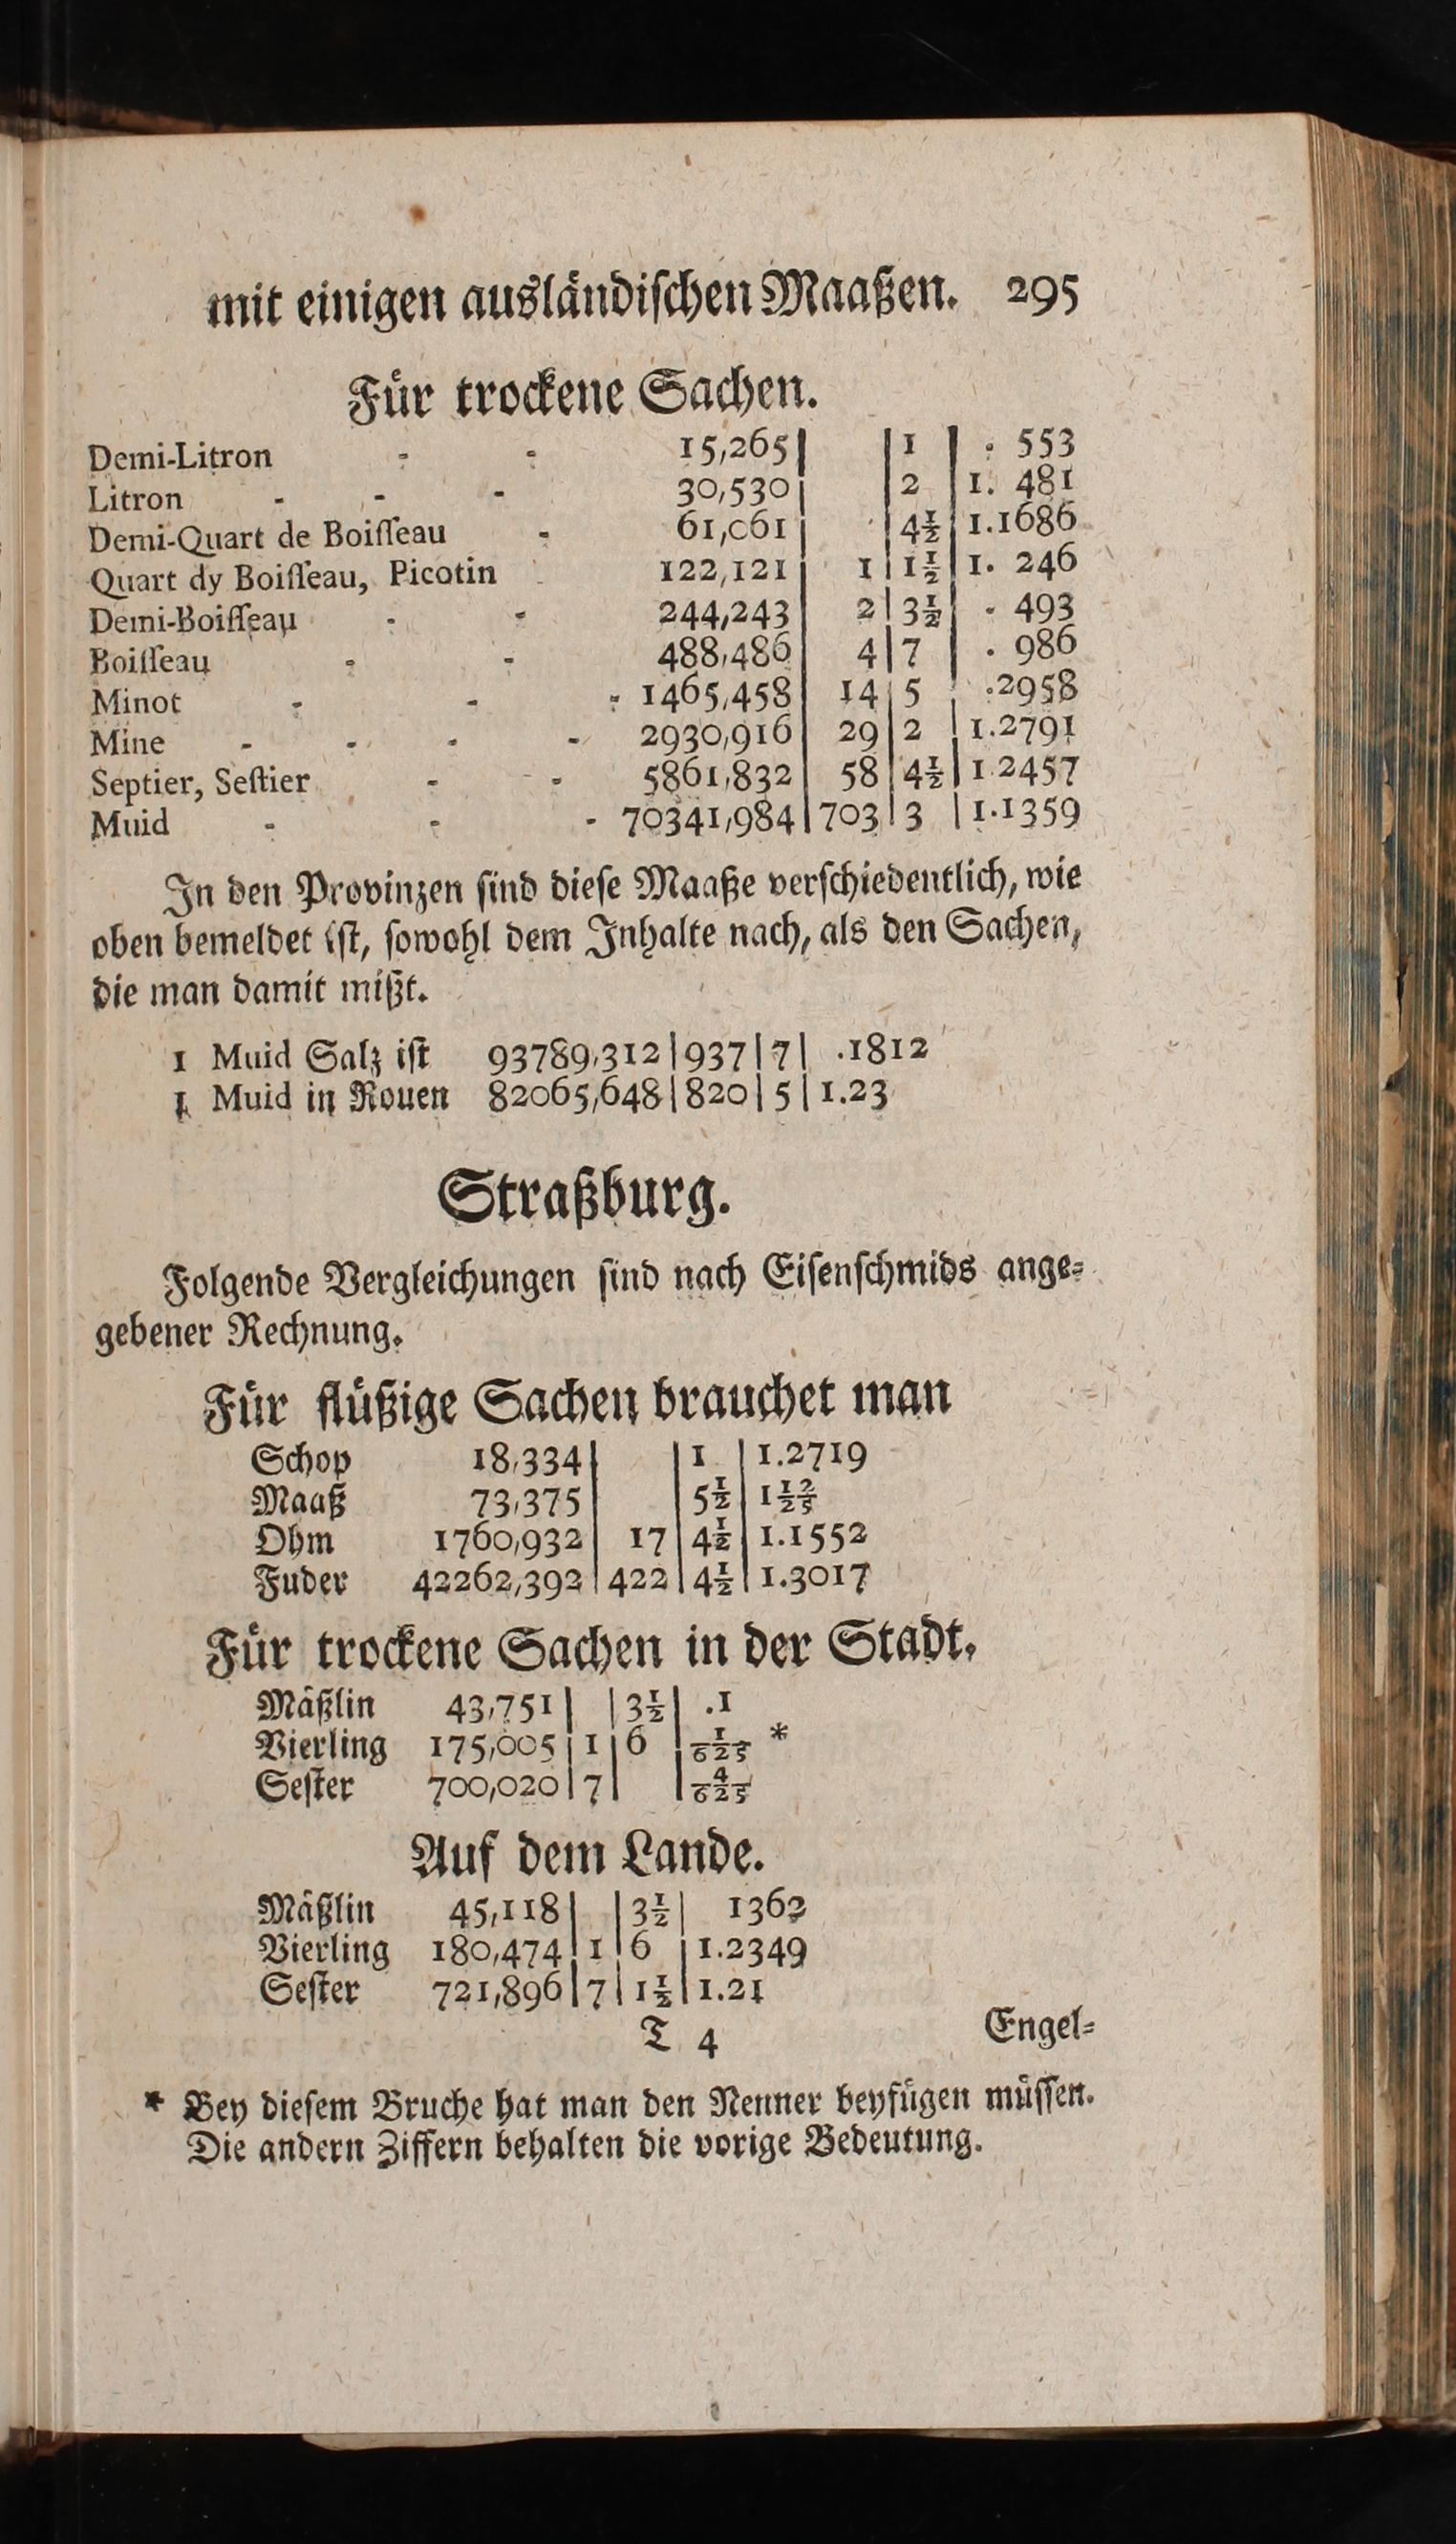 mit einigen ausländiſchen Maaßen. 295
Für trockene Sachen.
Demi-Litron - - 15,265| |1 | . 553
Litron - - - 30,530| |2 |1. 481
Demi-Quart de Boiſſeau - 61,c61| |4½|1.1686
Quart dy Boiſſeau, Picotin 122,121| 1|1½|1. 246
Demi-Boiſſeau - - 244,243| 2|3½| . 493
Boiſſeau - - 488,486| 4|7 | . 986
Minot - - - 1465,458| 14|5 | .2958
Mine - - - - 2930,916| 29|2 |1.2791
Septier, Seſtier - - 5861,832| 58|4½|1.2457
Muid - - - 70341,984|703|3 |1.1359
In den Provinzen ſind dieſe Maaße verſchiedentlich, wie
oben bemeldet iſt, ſowohl dem Inhalte nach, als den Sachen,
die man damit mißt.
1 Muid Salz iſt 93789,312|937|7| .1812
1 Muid in Rouen 82065,648|820|5|1.23
Straßburg.
Folgende Vergleichungen ſind nach Eiſenſchmids ange⸗
gebener Rechnung.
Für flüßige Sachen brauchet man
Schop 18,334| |1 |1.2719
Maaß 73,375| |5½|1 12/25
Ohm 1760,932| 17|4½|1.1552
Fuder 42262,392|422|4½|1.3017
Für trockene Sachen in der Stadt.
Mäßlin 43,751| |3½| .1
Vierling 175,005|1|6 |1/625 *
Seſter 700,020|7| |4/625
Auf dem Lande.
Mäßlin 45,118| |3½| 1362
Vierling 180,474|1|6 |1.2349
Seſter 721,896|7|1½|1.21
T 4 Engel⸗
* Bey dieſem Bruche hat man den Nenner beyfügen müſſen.
Die andern Ziffern behalten die vorige Bedeutung.